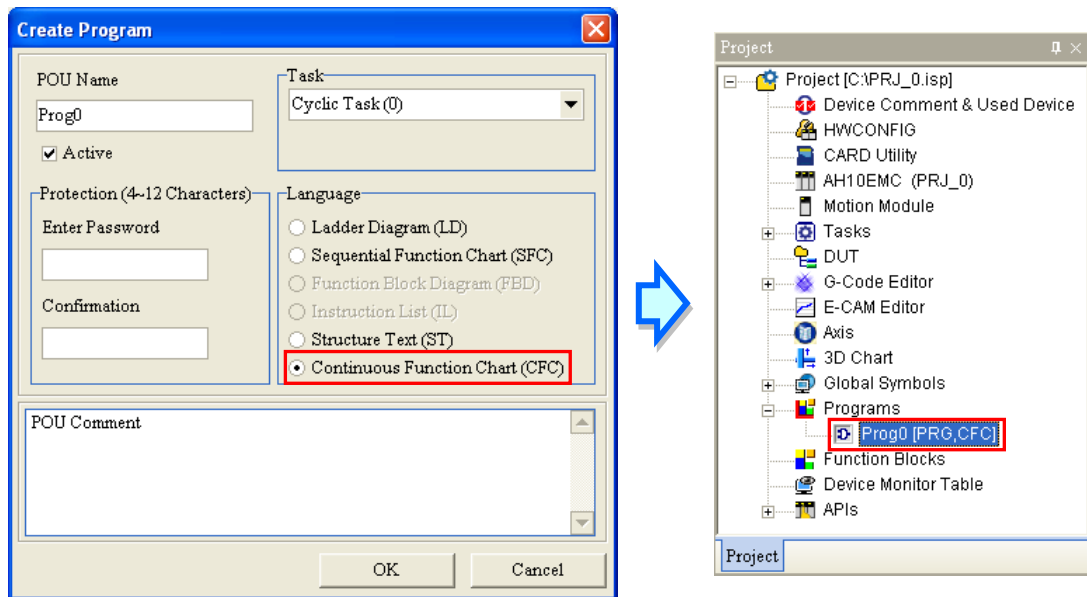 Create Program
POU Name
Prog0
Active
Task
Cyclic Task (0)
Protection (4~12 Characters)
Enter Password
Confirmation
Language
Ladder Diagram (LD)
Sequential Function Chart (SFC)
Function Block Diagram (FBD)
Instruction List (IL)
Structure Text (ST)
Continuous Function Chart (CFC)
POU Comment
OK
Cancel
Project
Project [C:\PRJ_0.isp]
Device Comment & Used Device
HWCONFIG
CARD Utility
AH10EMC (PRJ_0)
Motion Module
Tasks
DUT
G-Code Editor
E-CAM Editor
Axis
3D Chart
Global Symbols
Programs
Prog0 [PRG,CFC]
Function Blocks
Device Monitor Table
APIs
Project